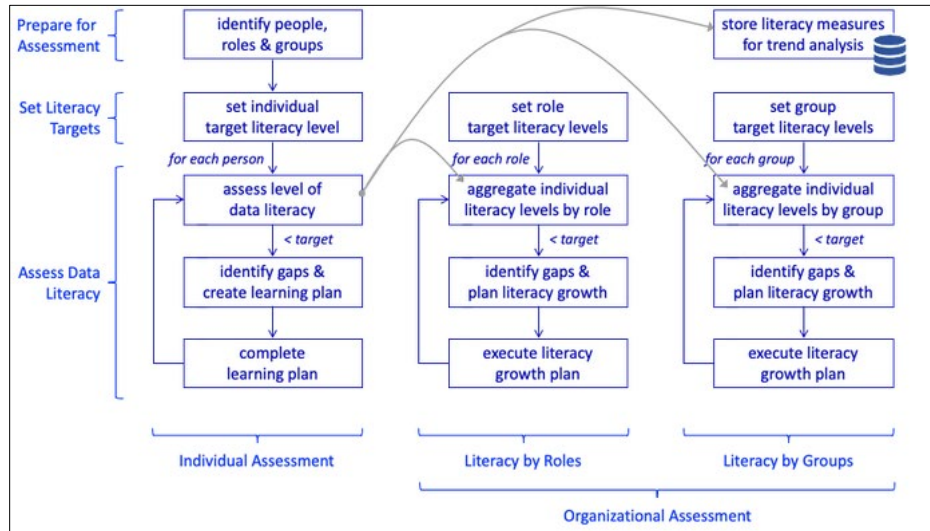 Prepare for
Assessment
identify people,
roles & groups
store literacy measures
for trend analysis
Set Literacy
Targets
set individual
target literacy level
set role
target literacy levels
set group
target literacy levels
for each person
for each role
for each group
Assess Data
Literacy
assess level of
data literacy
aggregate individual
literacy levels by role
aggregate individual
literacy levels by group
< target
< target
< target
identify gaps &
create learning plan
identify gaps &
plan literacy growth
identify gaps &
plan literacy growth
complete
learning plan
execute literacy
growth plan
execute literacy
growth plan
Individual Assessment
Literacy by Roles
Literacy by Groups
Organizational Assessment